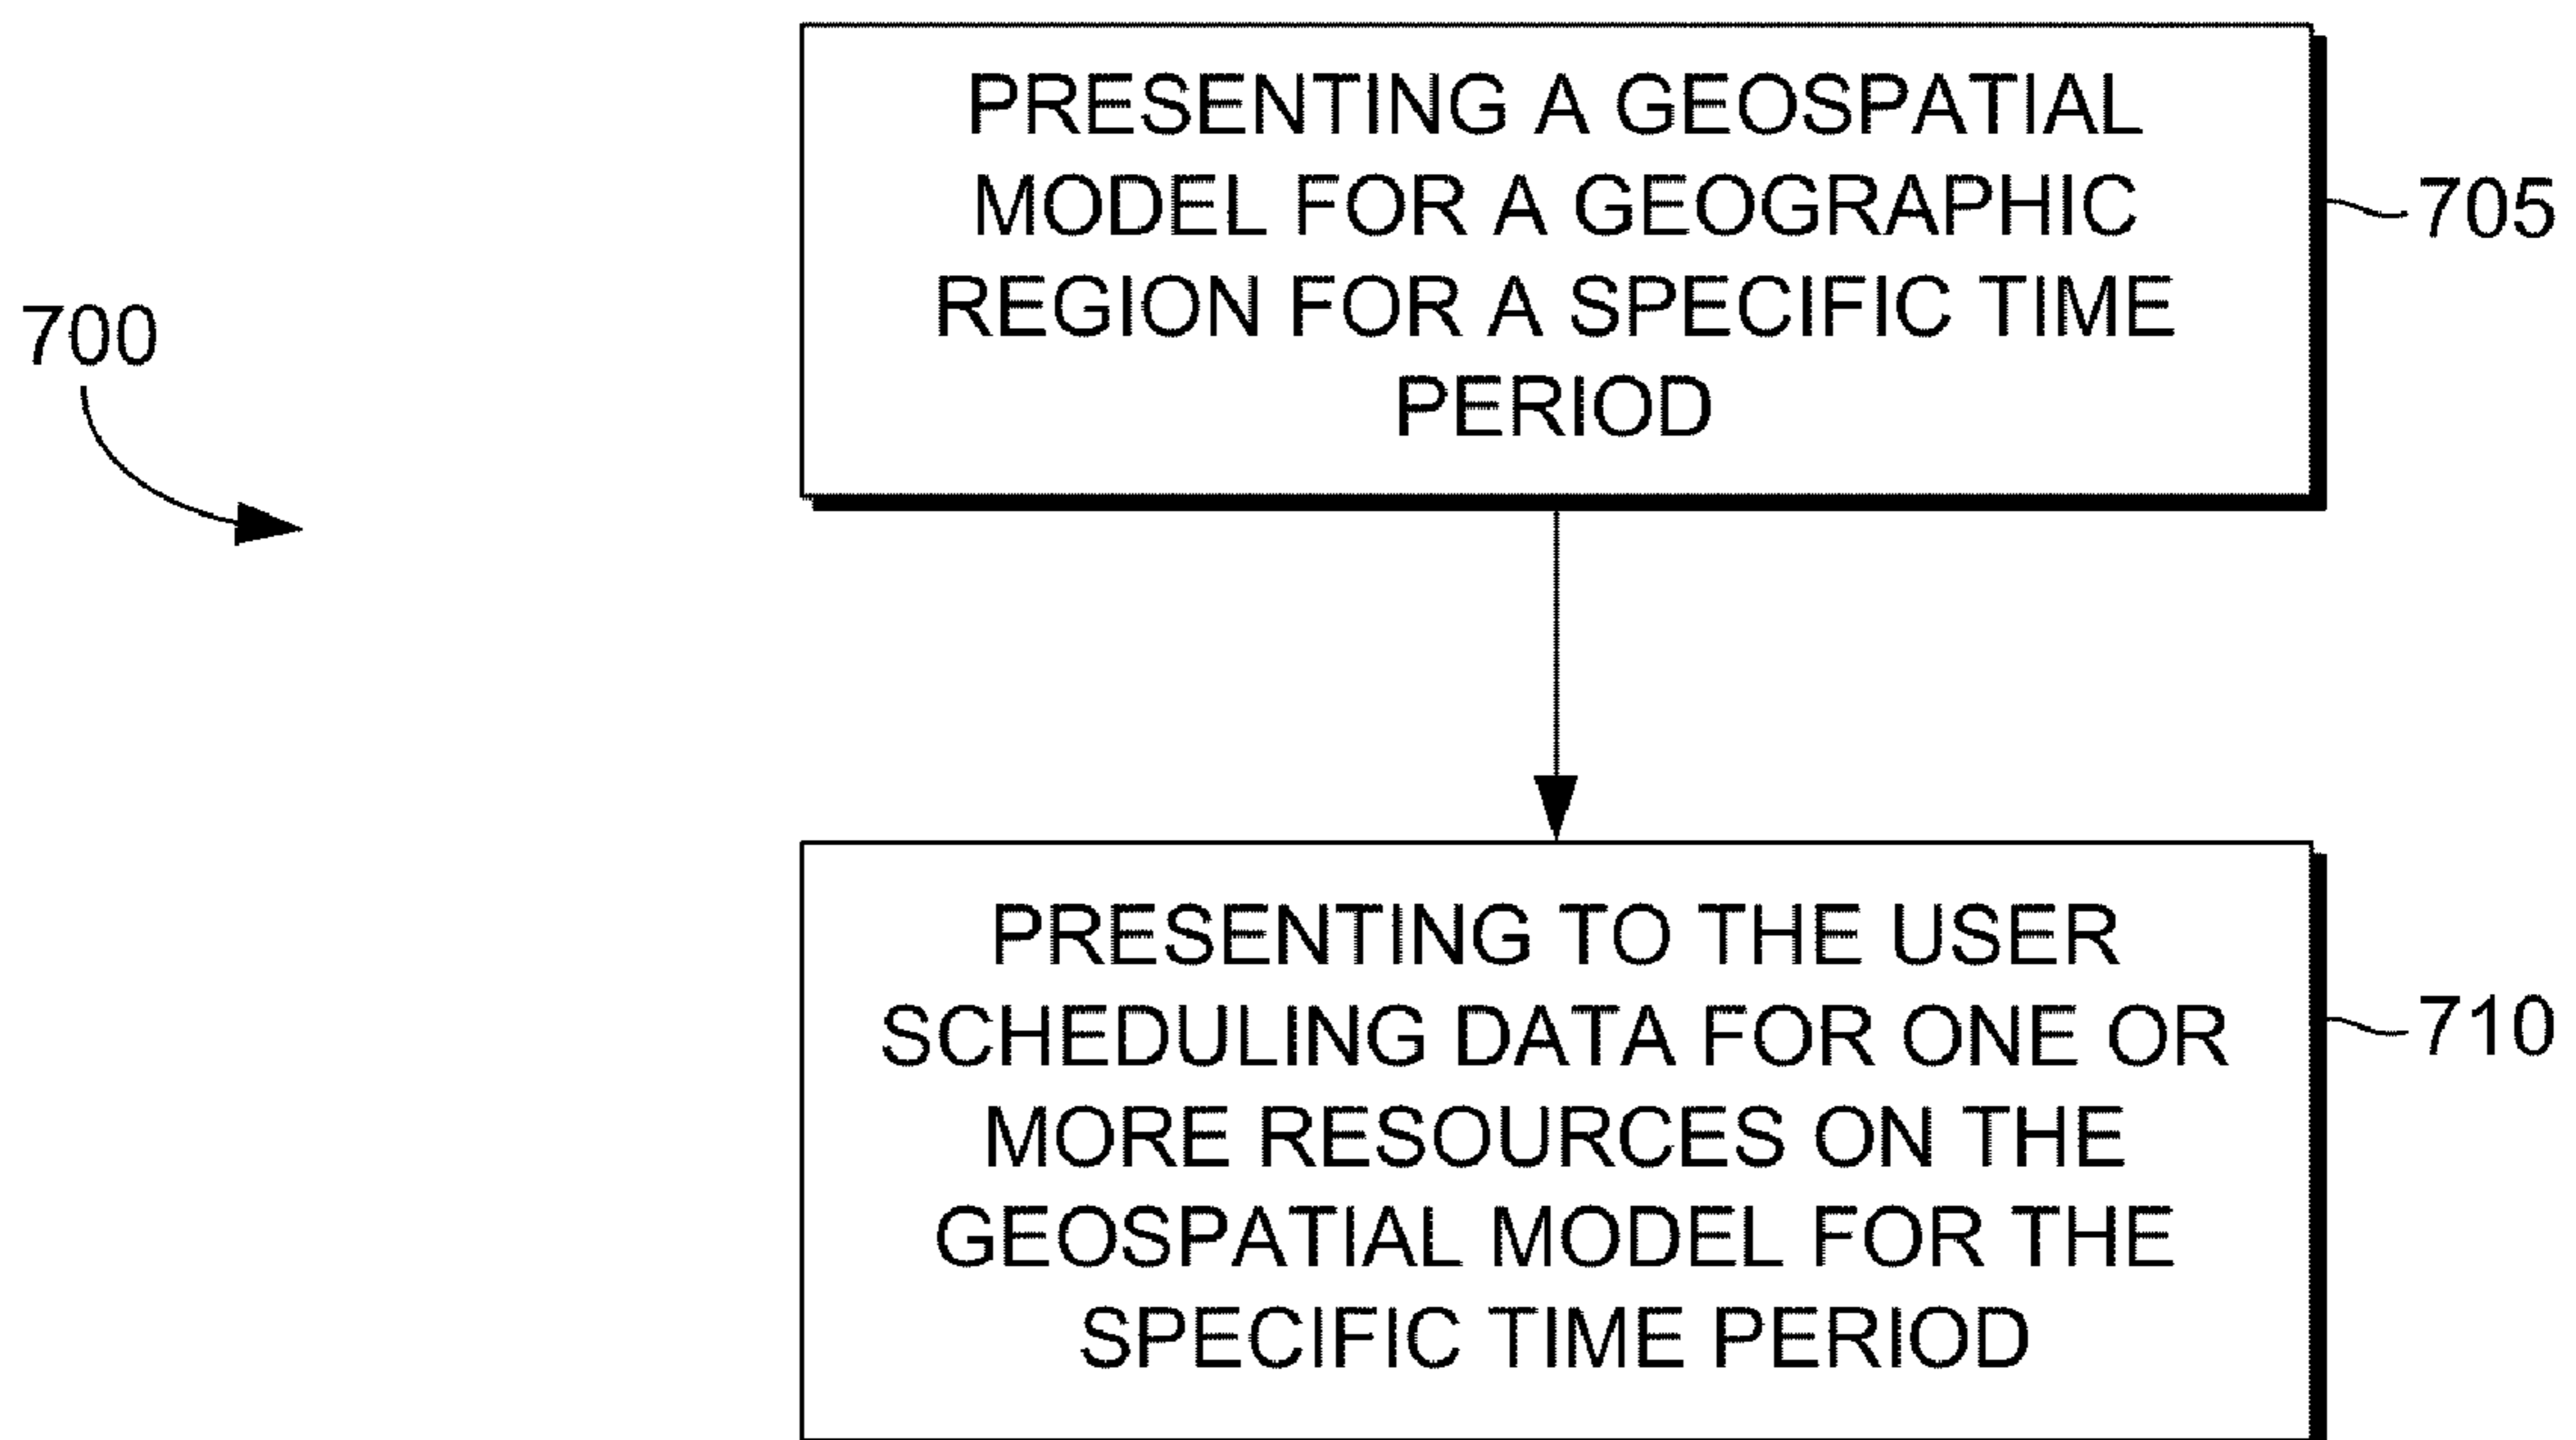 700
PRESENTING A GEOSPATIAL
MODEL FOR A GEOGRAPHIC
REGION FOR A SPECIFIC TIME
PERIOD
705
PRESENTING TO THE USER
SCHEDULING DATA FOR ONE OR
MORE RESOURCES ON THE
GEOSPATIAL MODEL FOR THE
SPECIFIC TIME PERIOD
710